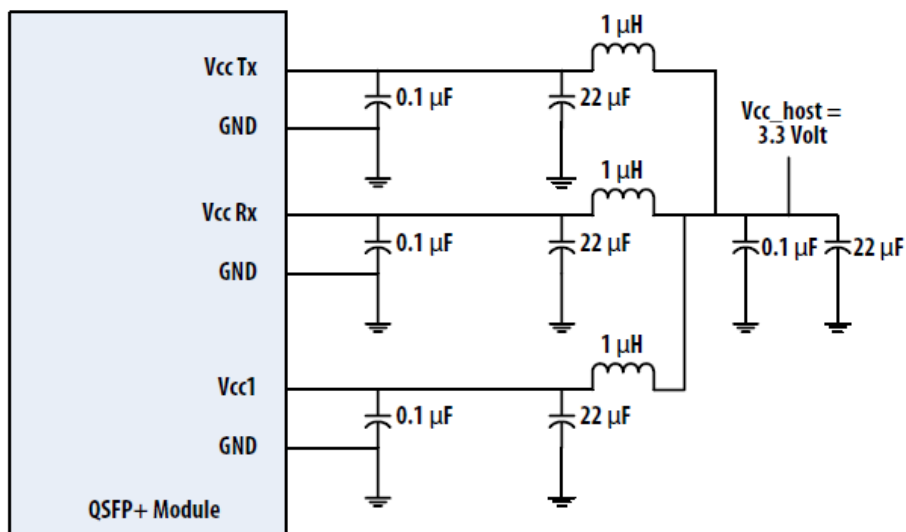 1 µH
Vcc Tx
0.1 µF
22 µF
GND
Vcc_host =
3.3 Volt
1 µH
Vcc Rx
0.1 µF
22 µF
0.1 µF
22 µF
GND
1 µH
Vcc1
0.1 µF
22 µF
GND
QSFP+ Module